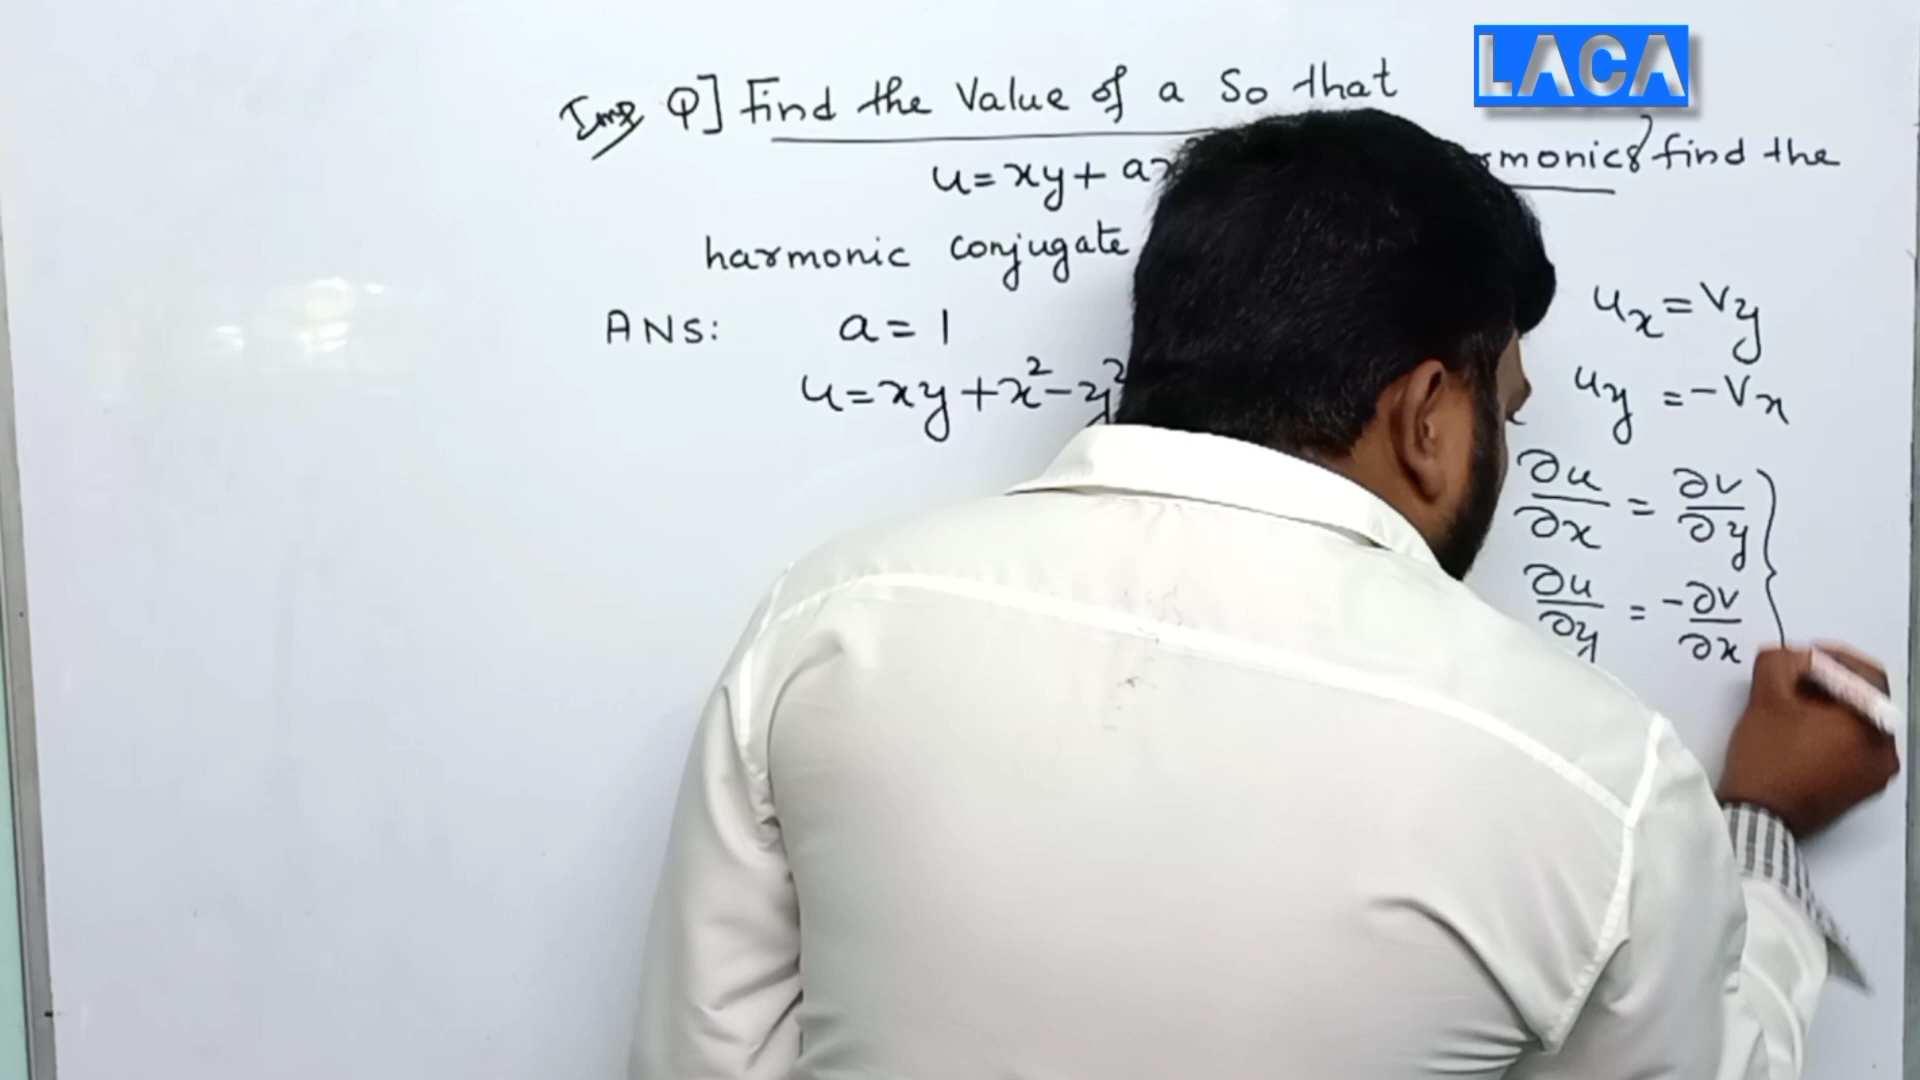 LACA
Imp Q] Find the Value of a So that
u=xy+ax find the
harmonic conjugate
ANS: a=1
u=xy+x²-y²
uₓ=Vy
uy=-Vₓ
∂u/∂x = ∂v/∂y
∂u/∂y = -∂v/∂x